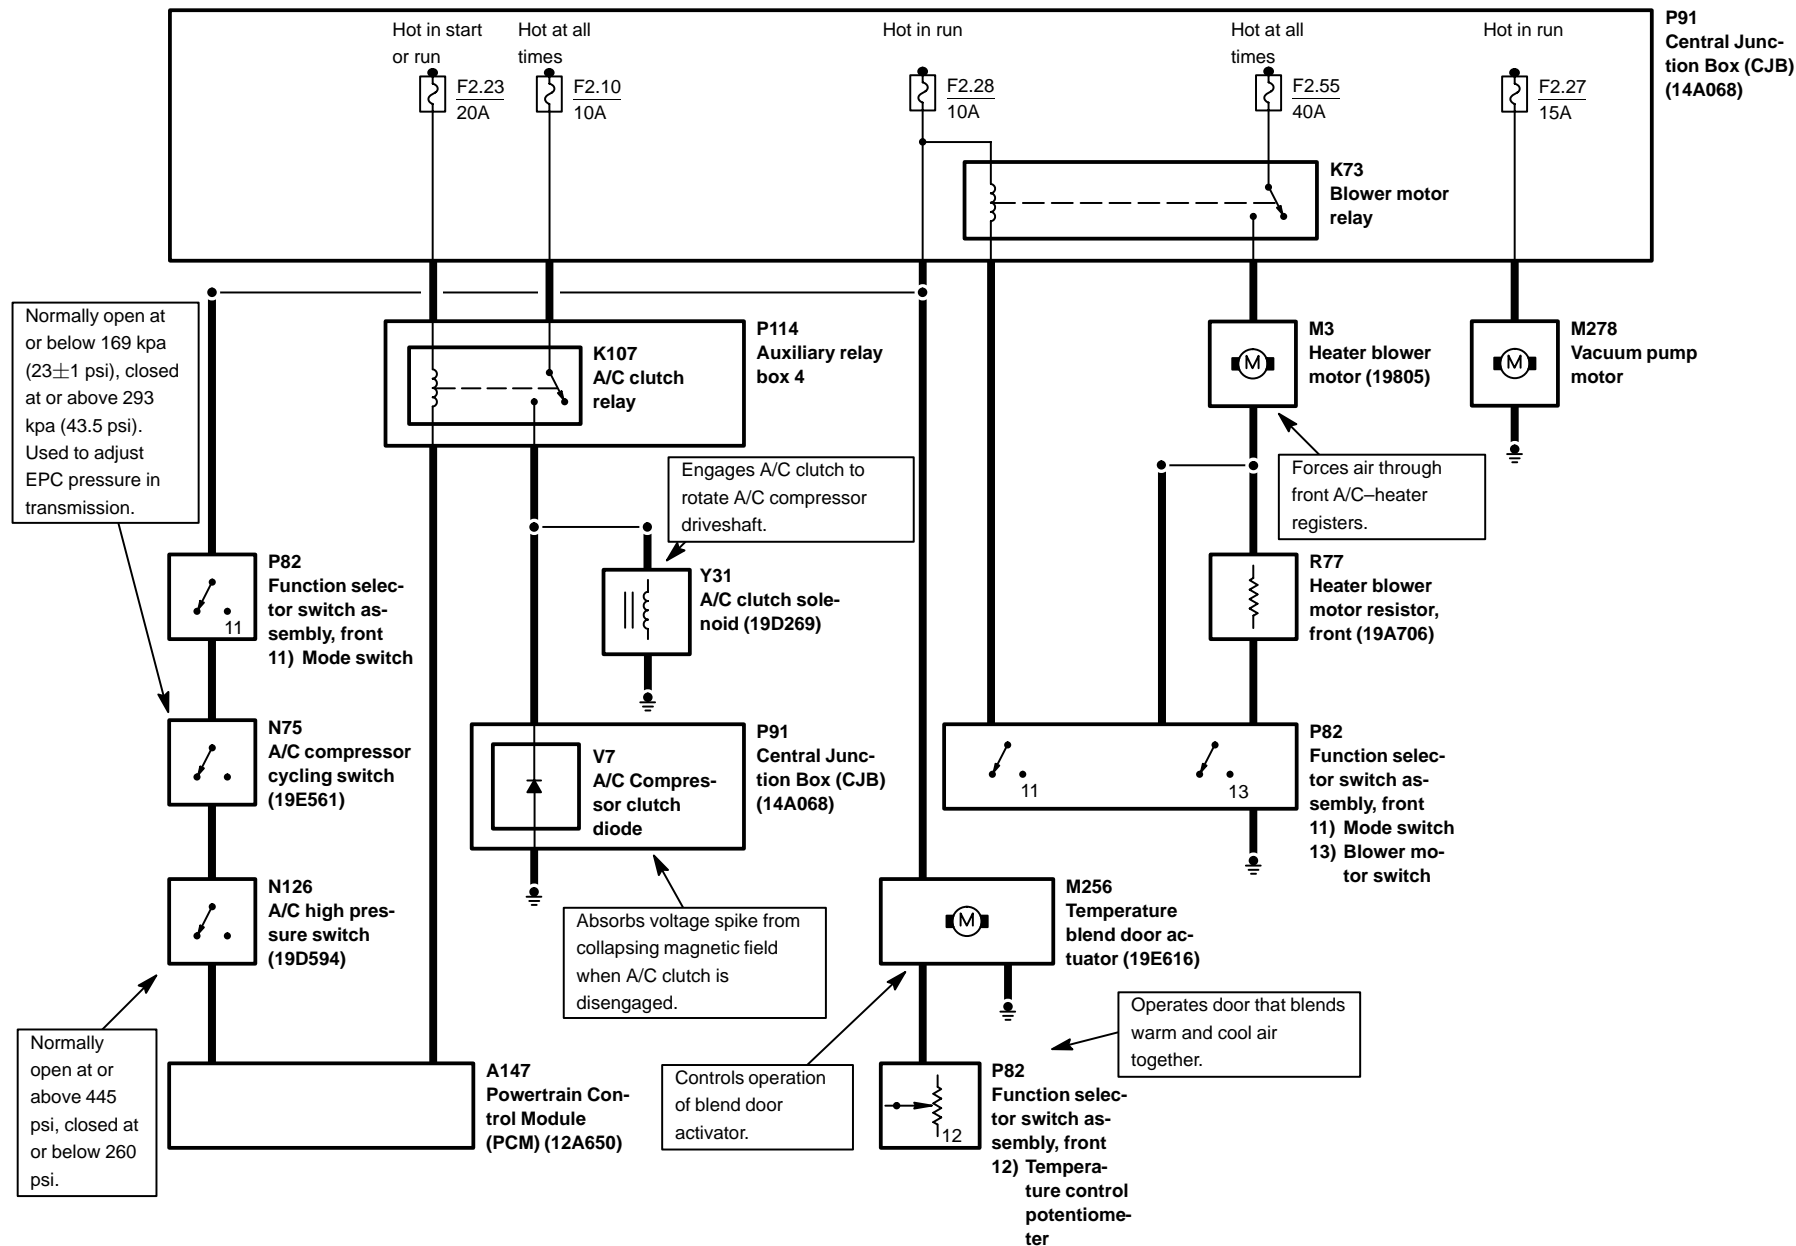 Hot in start
or run
Hot at all
times
Hot in run
Hot at all
times
Hot in run
P91
Central Junc-
tion Box (CJB)
(14A068)
F2.23
20A
F2.10
10A
F2.28
10A
F2.55
40A
F2.27
15A
K73
Blower motor
relay
Normally open at
or below 169 kpa
(23±1 psi), closed
at or above 293
kpa (43.5 psi).
Used to adjust
EPC pressure in
transmission.
P114
Auxiliary relay
box 4
K107
A/C clutch
relay
M3
Heater blower
motor (19805)
M
M278
Vacuum pump
motor
M
Engages A/C clutch to
rotate A/C compressor
driveshaft.
Forces air through
front A/C–heater
registers.
P82
Function selec-
tor switch as-
sembly, front
11) Mode switch
11
Y31
A/C clutch sole-
noid (19D269)
R77
Heater blower
motor resistor,
front (19A706)
N75
A/C compressor
cycling switch
(19E561)
V7
A/C Compres-
sor clutch
diode
P91
Central Junc-
tion Box (CJB)
(14A068)
11
13
P82
Function selec-
tor switch as-
sembly, front
11) Mode switch
13) Blower mo-
tor switch
N126
A/C high pres-
sure switch
(19D594)
Absorbs voltage spike from
collapsing magnetic field
when A/C clutch is
disengaged.
M
M256
Temperature
blend door ac-
tuator (19E616)
Operates door that blends
warm and cool air
together.
Normally
open at or
above 445
psi, closed at
or below 260
psi.
A147
Powertrain Con-
trol Module
(PCM) (12A650)
Controls operation
of blend door
activator.
12
P82
Function selec-
tor switch as-
sembly, front
12) Tempera-
ture control
potentiome-
ter